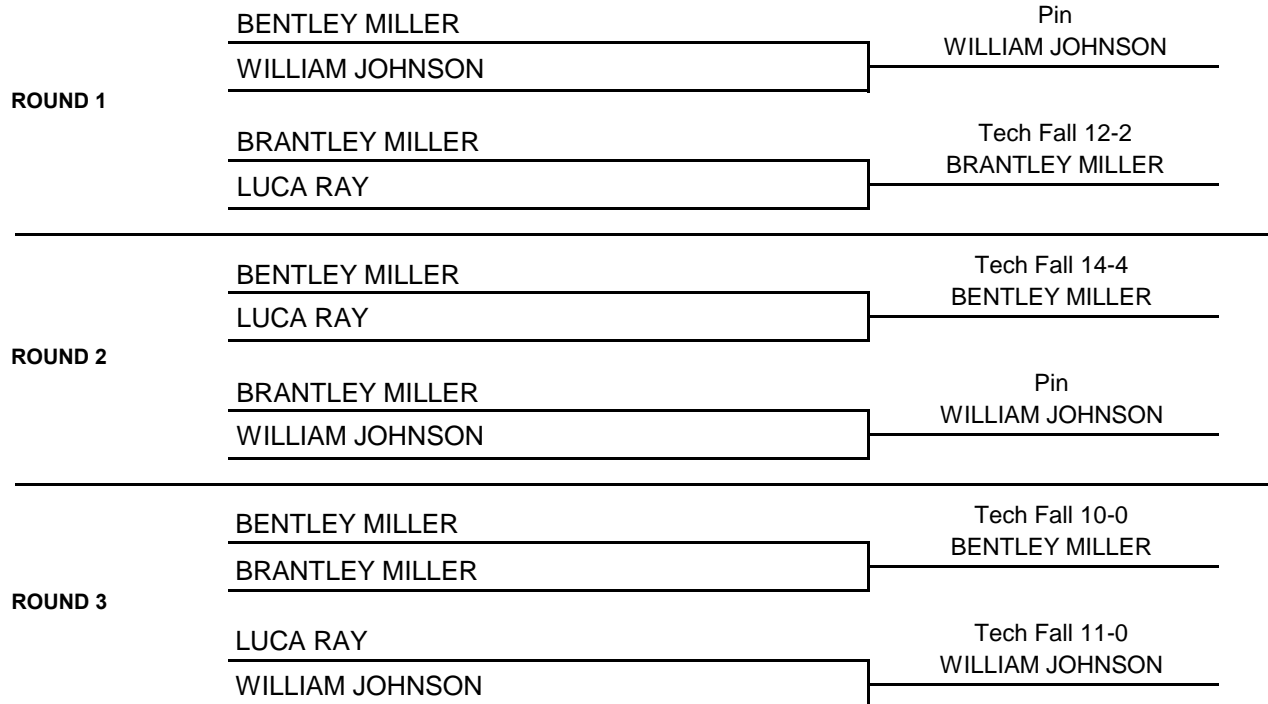 BENTLEY MILLER
Pin
WILLIAM JOHNSON
WILLIAM JOHNSON
ROUND 1
BRANTLEY MILLER
Tech Fall 12-2
BRANTLEY MILLER
LUCA RAY
BENTLEY MILLER
Tech Fall 14-4
BENTLEY MILLER
LUCA RAY
ROUND 2
BRANTLEY MILLER
Pin
WILLIAM JOHNSON
WILLIAM JOHNSON
BENTLEY MILLER
Tech Fall 10-0
BENTLEY MILLER
BRANTLEY MILLER
ROUND 3
LUCA RAY
Tech Fall 11-0
WILLIAM JOHNSON
WILLIAM JOHNSON